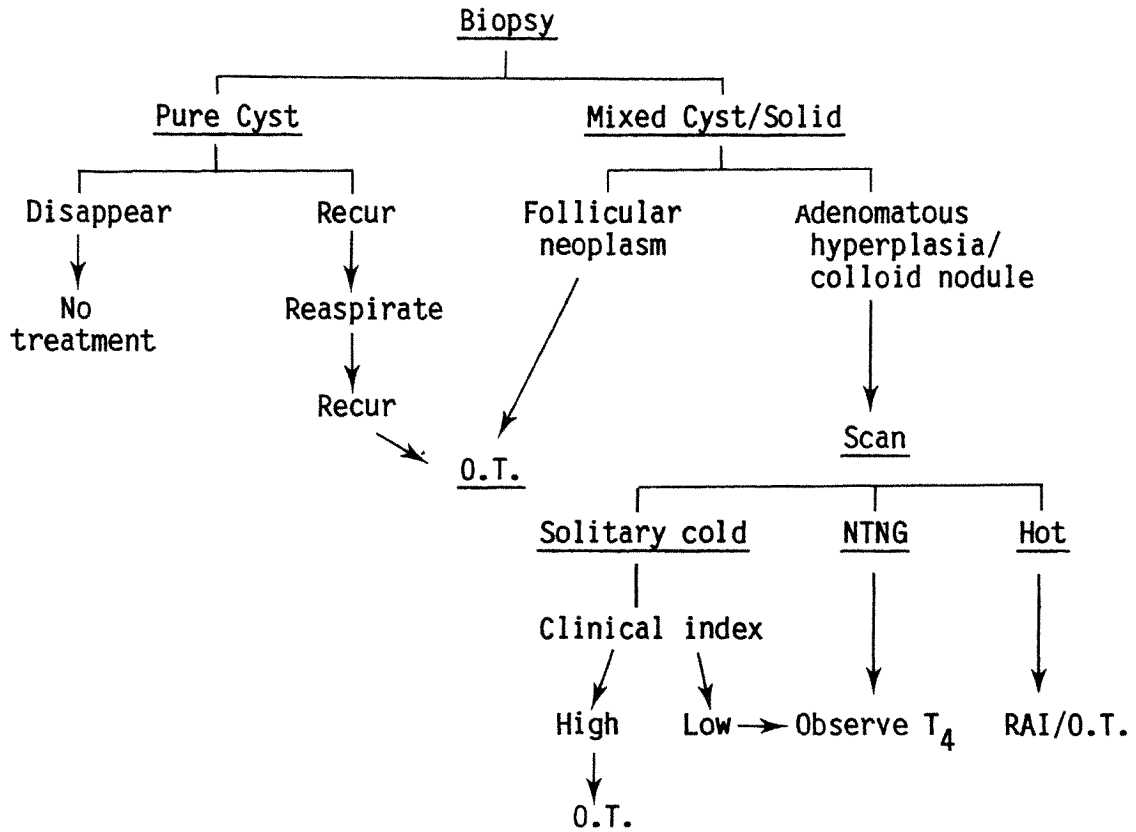 Biopsy
Pure Cyst
Mixed Cyst/Solid
Disappear
Recur
Follicular
neoplasm
Adenomatous
hyperplasia/
colloid nodule
No
treatment
Reaspirate
Recur
O.T.
Scan
Solitary cold
NTNG
Hot
Clinical index
High
Low
Observe T4
RAI/O.T.
O.T.